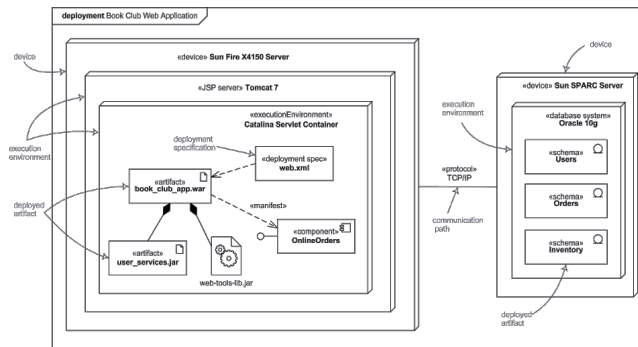 deployment Book Club Web Application
device
«device» Sun Fire X4150 Server
device
«JSP server» Tomcat 7
«device» Sun SPARC Server
execution
environment
«executionEnvironment»
Catalina Servlet Container
deployment
specification
«deployment spec»
web.xml
execution
environment
«database system»
Oracle 10g
«schema»
Users
«artifact»
book_club_app.war
«protocol»
TCP/IP
«schema»
Orders
deployed
artifact
«manifest»
communication
path
«component»
OnlineOrders
«artifact»
user_services.jar
web-tools-lib.jar
«schema»
Inventory
deployed
artifact